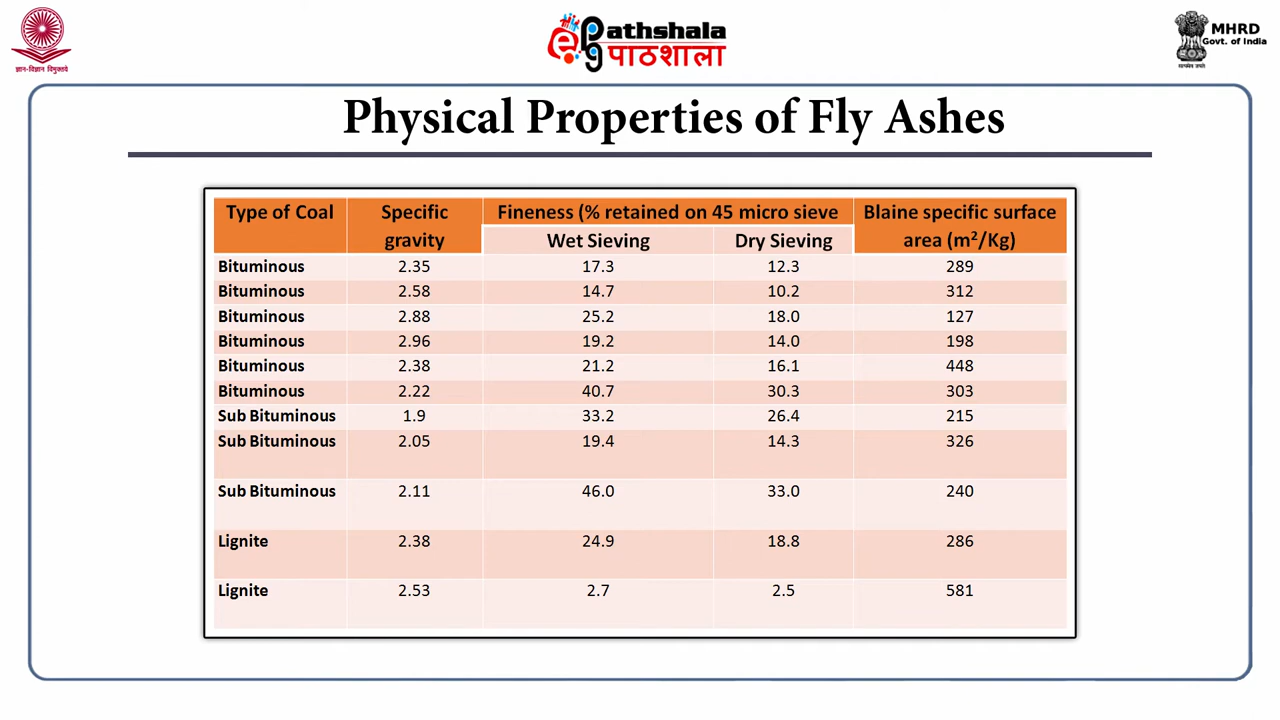 ज्ञान-विज्ञान विमुक्तये
ePG Pathshala
पाठशाला
MHRD
Govt. of India
सत्यमेव जयते
Physical Properties of Fly Ashes
Type of Coal Specific gravity Fineness (% retained on 45 micro sieve Blaine specific surface area (m²/Kg)
Wet Sieving Dry Sieving
Bituminous 2.35 17.3 12.3 289
Bituminous 2.58 14.7 10.2 312
Bituminous 2.88 25.2 18.0 127
Bituminous 2.96 19.2 14.0 198
Bituminous 2.38 21.2 16.1 448
Bituminous 2.22 40.7 30.3 303
Sub Bituminous 1.9 33.2 26.4 215
Sub Bituminous 2.05 19.4 14.3 326
Sub Bituminous 2.11 46.0 33.0 240
Lignite 2.38 24.9 18.8 286
Lignite 2.53 2.7 2.5 581